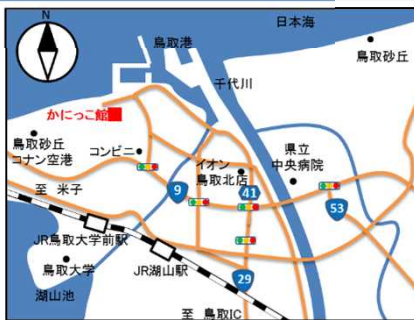 日本海
鳥取港
鳥取砂丘
千代川
かにっこ館
鳥取砂丘
コナン空港
コンビニ
イオン
鳥取北店
県立
中央病院
至 米子
9
41
53
JR鳥取大学前駅
JR湖山駅
鳥取大学
29
湖山池
至 鳥取IC